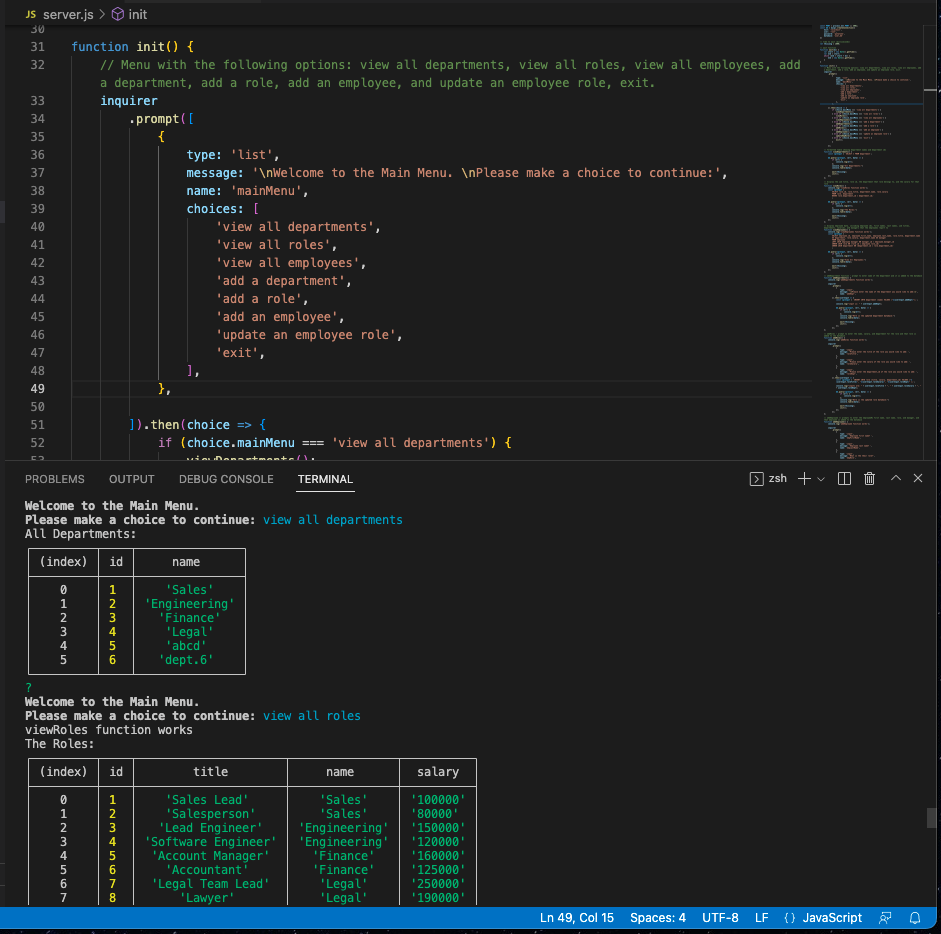 JS server.js > init
30
31 function init() {
32 // Menu with the following options: view all departments, view all roles, view all employees, add
a department, add a role, add an employee, and update an employee role, exit.
33 inquirer
34 .prompt([
35 {
36 type: 'list',
37 message: '\nWelcome to the Main Menu. \nPlease make a choice to continue:',
38 name: 'mainMenu',
39 choices: [
40 'view all departments',
41 'view all roles',
42 'view all employees',
43 'add a department',
44 'add a role',
45 'add an employee',
46 'update an employee role',
47 'exit',
48 ],
49 },
50
51 ]).then(choice => {
52 if (choice.mainMenu === 'view all departments') {
53 viewDepartments();
PROBLEMS OUTPUT DEBUG CONSOLE TERMINAL zsh
Welcome to the Main Menu.
Please make a choice to continue: view all departments
All Departments:
(index) id name
0 1 'Sales'
1 2 'Engineering'
2 3 'Finance'
3 4 'Legal'
4 5 'abcd'
5 6 'dept.6'
?
Welcome to the Main Menu.
Please make a choice to continue: view all roles
viewRoles function works
The Roles:
(index) id title name salary
0 1 'Sales Lead' 'Sales' '100000'
1 2 'Salesperson' 'Sales' '80000'
2 3 'Lead Engineer' 'Engineering' '150000'
3 4 'Software Engineer' 'Engineering' '120000'
4 5 'Account Manager' 'Finance' '160000'
5 6 'Accountant' 'Finance' '125000'
6 7 'Legal Team Lead' 'Legal' '250000'
7 8 'Lawyer' 'Legal' '190000'
Ln 49, Col 15 Spaces: 4 UTF-8 LF {} JavaScript